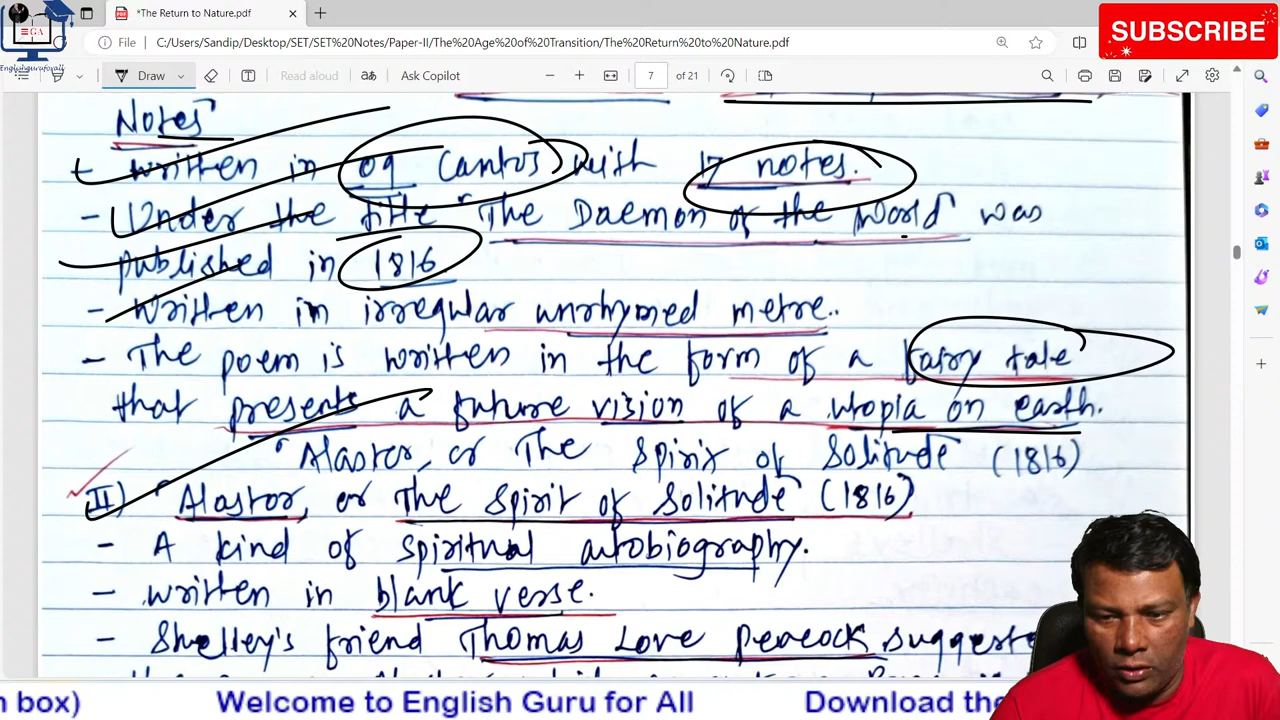 *The Return to Nature.pdf
SUBSCRIBE
EGA
Englishguruforall
File C:/Users/Sandip/Desktop/SET/SET%20Notes/Paper-II/The%20Age%20of%20Transition/The%20Return%20to%20Nature.pdf
Draw Read aloud Ask Copilot 7 of 21
Notes
- written in 09 Cantos with 17 notes.
- Under the title "The Daemon of the World was
published in 1816
- Written in irregular unrhymed metre.
- The poem is written in the form of a fairy tale
that presents a future vision of a utopia on earth.
"Alastor, or The Spirit of Solitude" (1816)
II) "Alastor, or The Spirit of Solitude" (1816)
- A kind of spiritual autobiography.
- written in blank verse.
- Shelley's friend Thomas Love Peacock
n box) Welcome to English Guru for All Download the